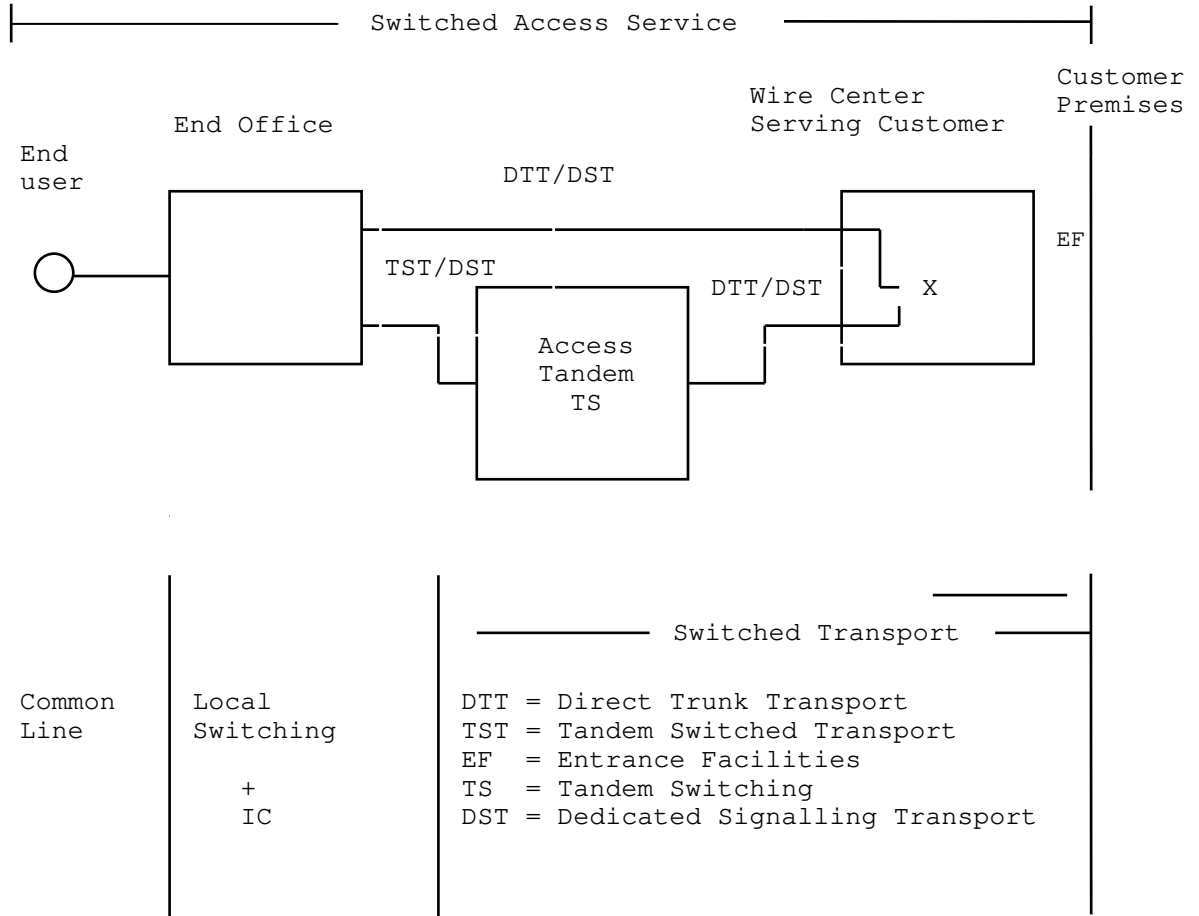 Switched Access Service
Customer
Premises
Wire Center
Serving Customer
End Office
End
user
DTT/DST
EF
TST/DST
DTT/DST
X
Access
Tandem
TS
Switched Transport
Common
Line
Local
Switching
+
IC
DTT = Direct Trunk Transport
TST = Tandem Switched Transport
EF = Entrance Facilities
TS = Tandem Switching
DST = Dedicated Signalling Transport